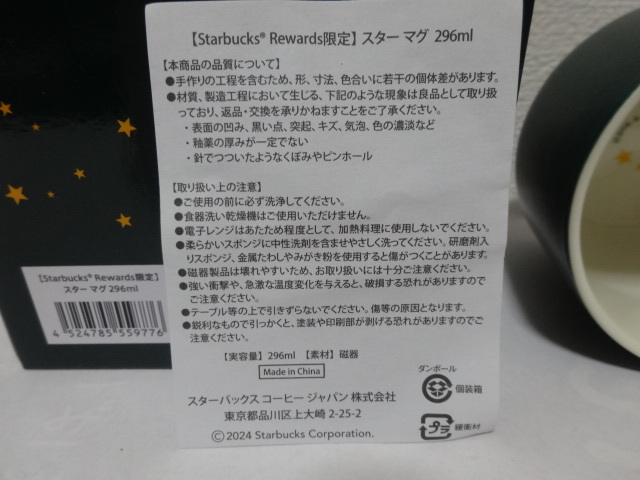 【Starbucks® Rewards限定】スター マグ 296ml
【本商品の品質について】
●手作りの工程を含むため、形、寸法、色合いに若干の個体差があります。
●材質、製造工程において生じる、下記のような現象は良品として取り扱
っており、返品・交換を承りかねますことをご了承ください。
・表面の凹み、黒い点、突起、キズ、気泡、色の濃淡など
・釉薬の厚みが一定でない
・針でつついたようなくぼみやピンホール
【取り扱い上の注意】
●ご使用の前に必ず洗浄してください。
●食器洗い乾燥機はご使用いただけません。
●電子レンジはあたため程度として、加熱料理に使用しないでください。
●柔らかいスポンジに中性洗剤を含ませやさしく洗ってください。研磨剤入
りスポンジ、金属たわしやみがき粉を使用すると傷がつくことがあります。
●磁器製品は壊れやすいため、お取り扱いには十分ご注意ください。
●強い衝撃や、急激な温度変化を与えると、破損する恐れがありますので
ご注意ください。
●テーブル等の上で引きずらないでください。傷等の原因となります。
●鋭利なもので引っかくと、塗装や印刷部が剥げる恐れがありますのでご
注意ください。
【実容量】296ml 【素材】磁器
Made in China
スターバックス コーヒー ジャパン 株式会社
東京都品川区上大崎 2-25-2
©2024 Starbucks Corporation.
ダンボール
個装箱
プラ
緩衝材
【Starbucks® Rewards限定】
スター マグ 296ml
4 524785 559776